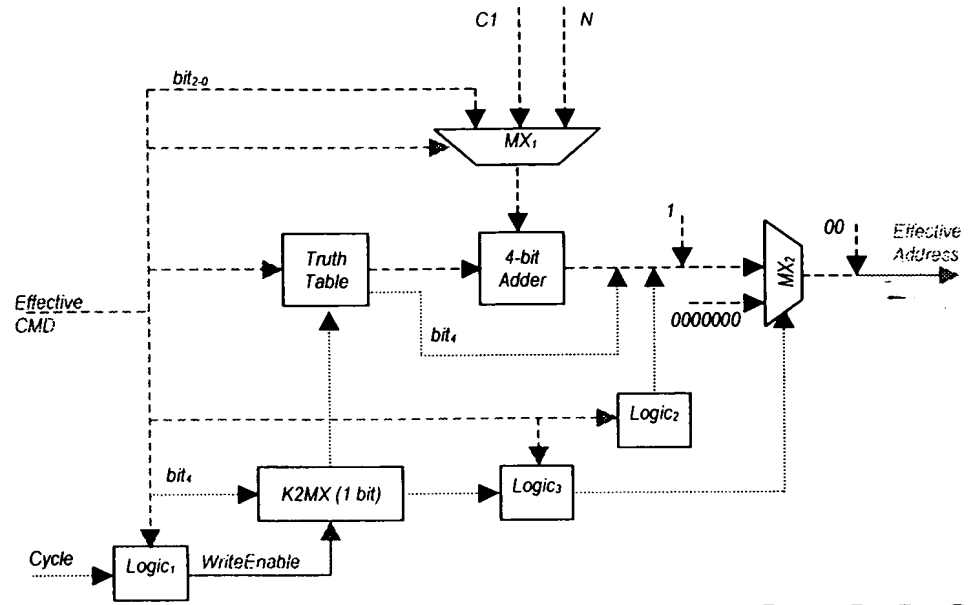 C1
N
bit2-0
MX1
1
00
Effective
Address
Truth
Table
4-bit
Adder
MX2
Effective
CMD
0000000
bit4
Logic2
bit4
K2MX (1 bit)
Logic3
Cycle
Logic1
WriteEnable